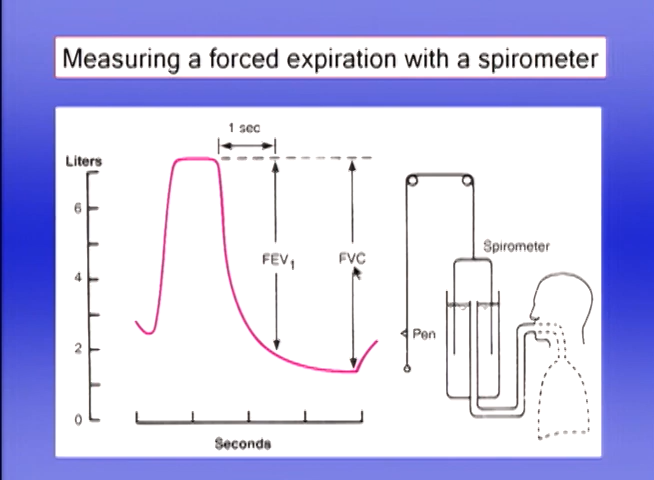 Measuring a forced expiration with a spirometer
1 sec
Liters
6
4
2
0
FEV1
FVC
Seconds
Spirometer
Pen